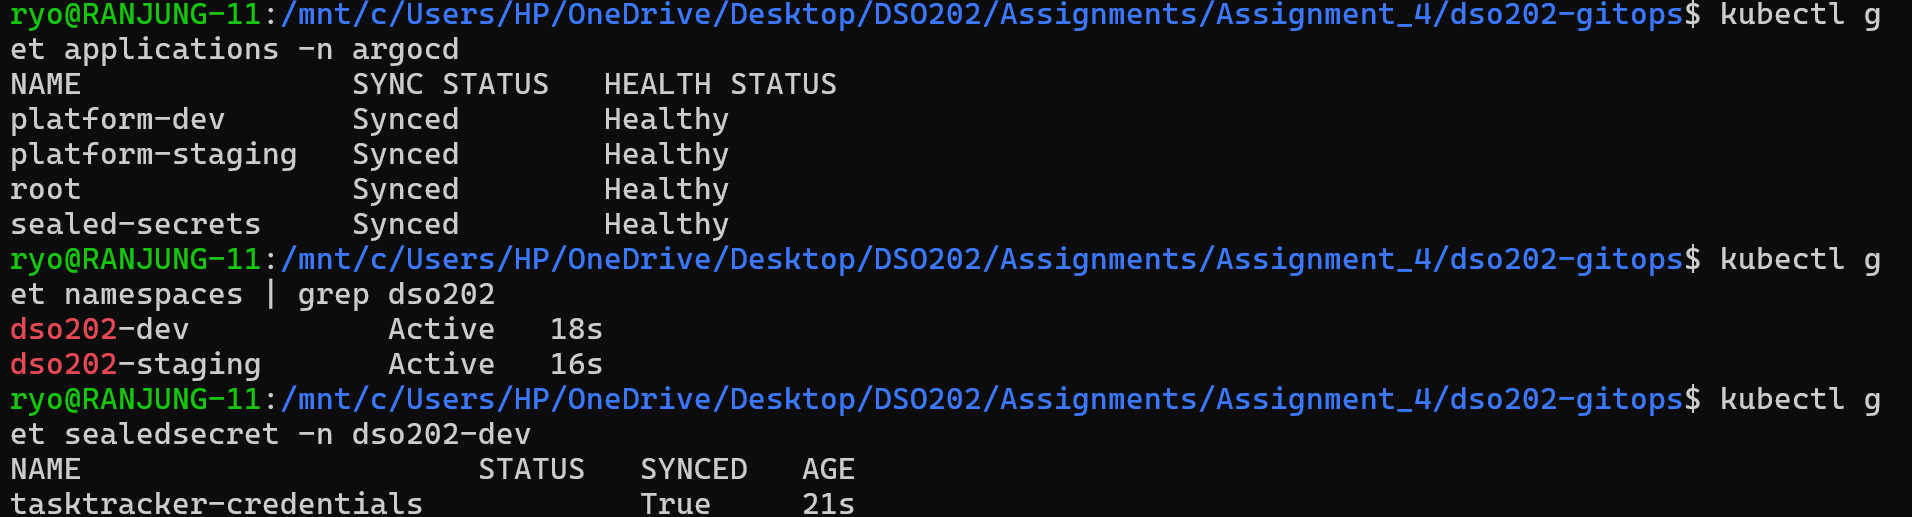 ryo@RANJUNG-11:/mnt/c/Users/HP/OneDrive/Desktop/DSO202/Assignments/Assignment_4/dso202-gitops$ kubectl g
et applications -n argocd
NAME               SYNC STATUS   HEALTH STATUS
platform-dev       Synced        Healthy
platform-staging   Synced        Healthy
root               Synced        Healthy
sealed-secrets     Synced        Healthy
ryo@RANJUNG-11:/mnt/c/Users/HP/OneDrive/Desktop/DSO202/Assignments/Assignment_4/dso202-gitops$ kubectl g
et namespaces | grep dso202
dso202-dev           Active   18s
dso202-staging       Active   16s
ryo@RANJUNG-11:/mnt/c/Users/HP/OneDrive/Desktop/DSO202/Assignments/Assignment_4/dso202-gitops$ kubectl g
et sealedsecret -n dso202-dev
NAME                      STATUS   SYNCED   AGE
tasktracker-credentials            True     21s